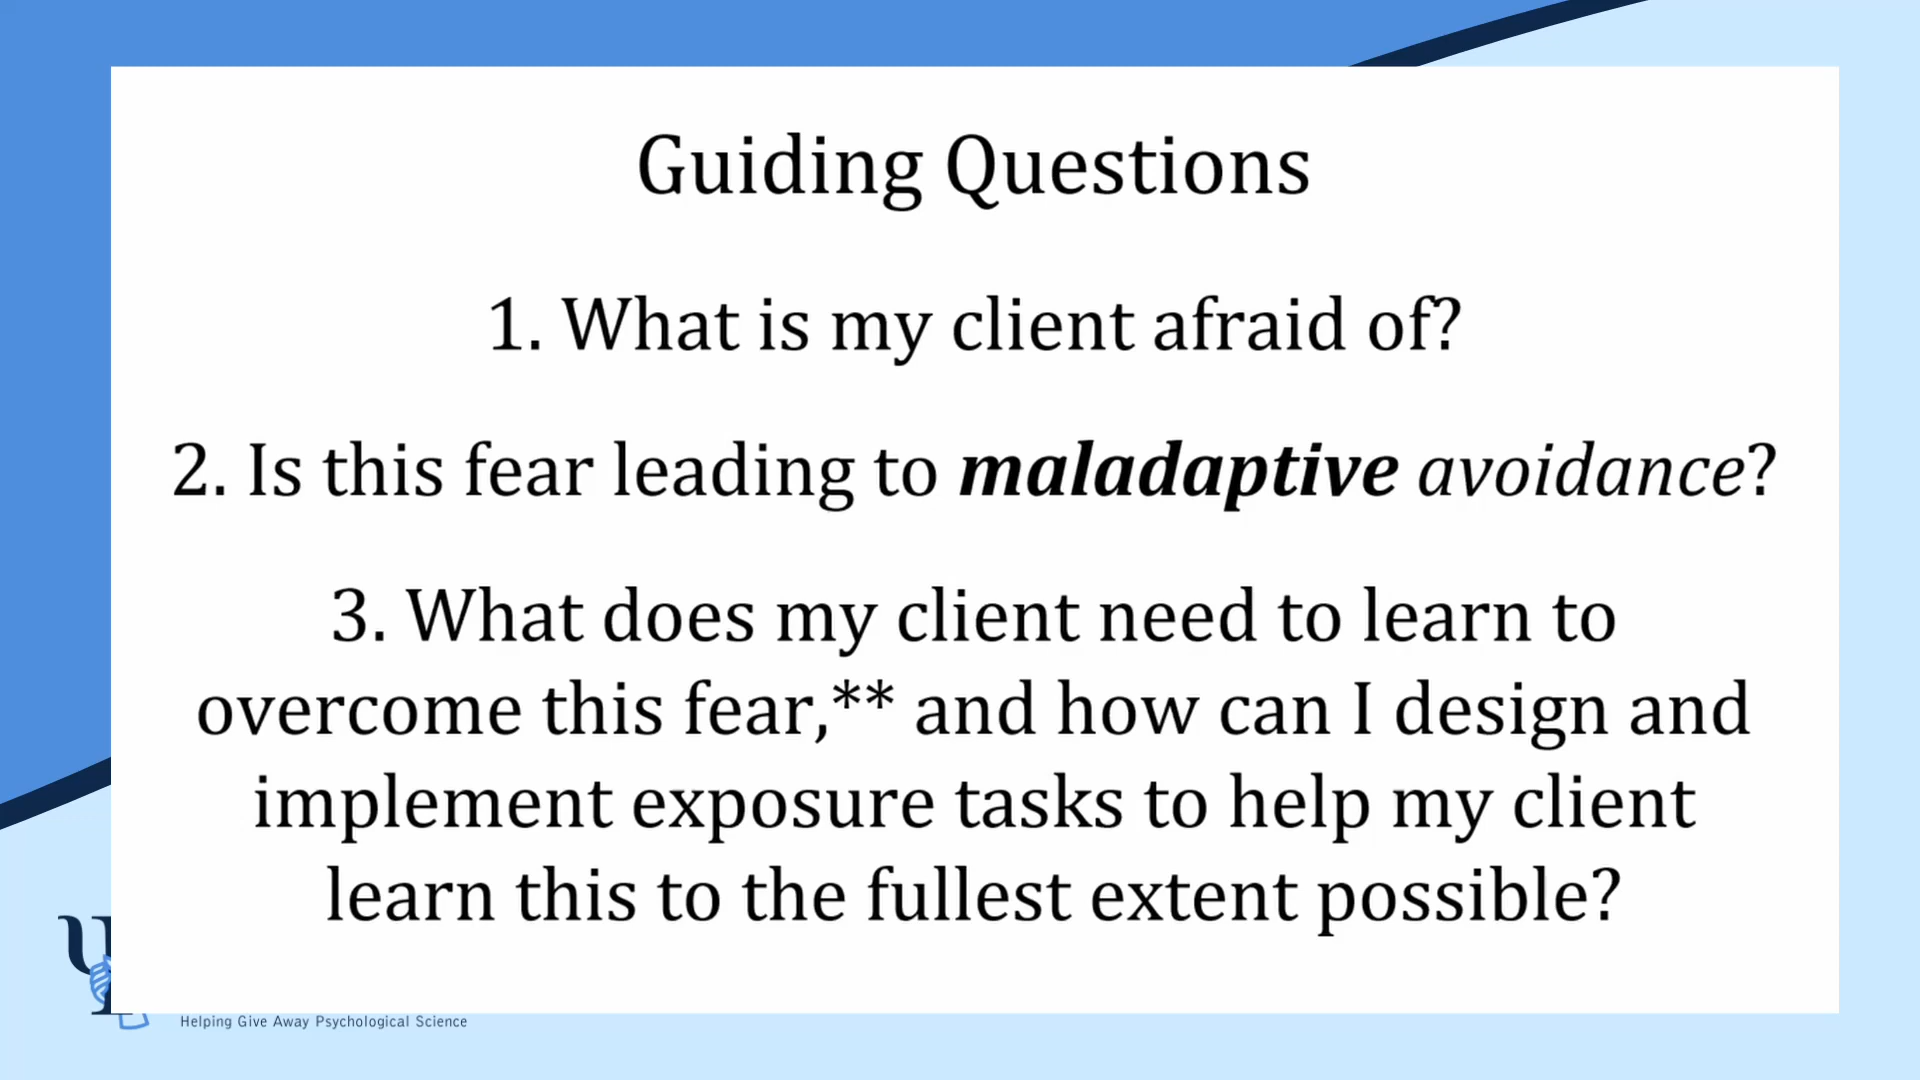 Guiding Questions
1. What is my client afraid of?
2. Is this fear leading to maladaptive avoidance?
3. What does my client need to learn to
overcome this fear,** and how can I design and
implement exposure tasks to help my client
learn this to the fullest extent possible?
Helping Give Away Psychological Science